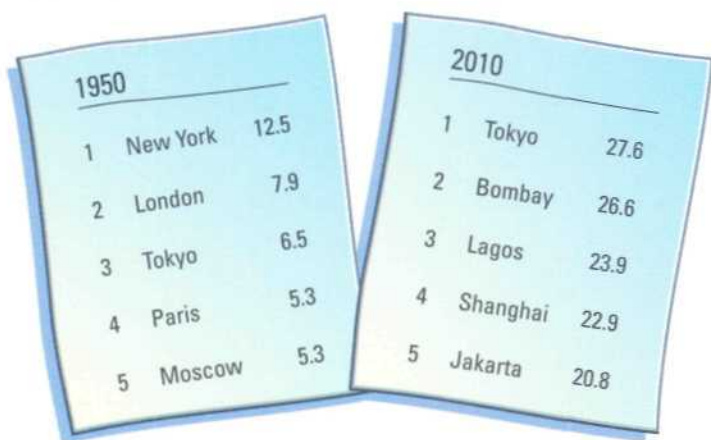 1950
1 New York 12.5
2 London 7.9
3 Tokyo 6.5
4 Paris 5.3
5 Moscow 5.3
2010
1 Tokyo 27.6
2 Bombay 26.6
3 Lagos 23.9
4 Shanghai 22.9
5 Jakarta 20.8